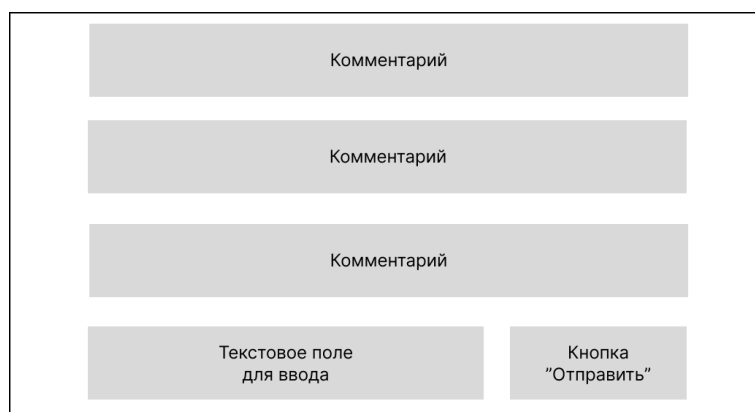 Комментарий
Комментарий
Комментарий
Текстовое поле
для ввода
Кнопка
”Отправить”